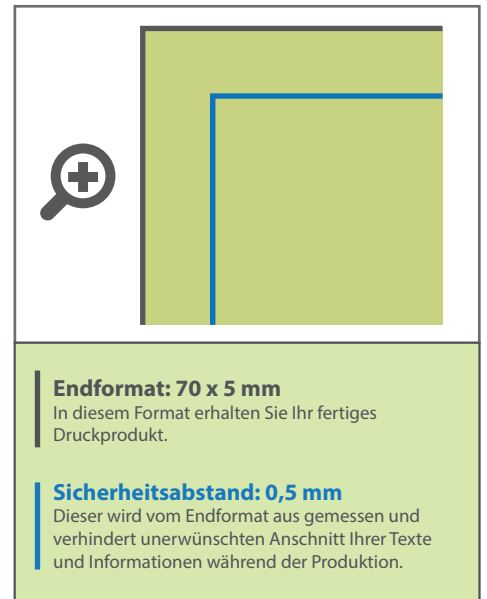 Endformat: 70 x 5 mm
In diesem Format erhalten Sie Ihr fertiges
Druckprodukt.
Sicherheitsabstand: 0,5 mm
Dieser wird vom Endformat aus gemessen und
verhindert unerwünschten Anschnitt Ihrer Texte
und Informationen während der Produktion.